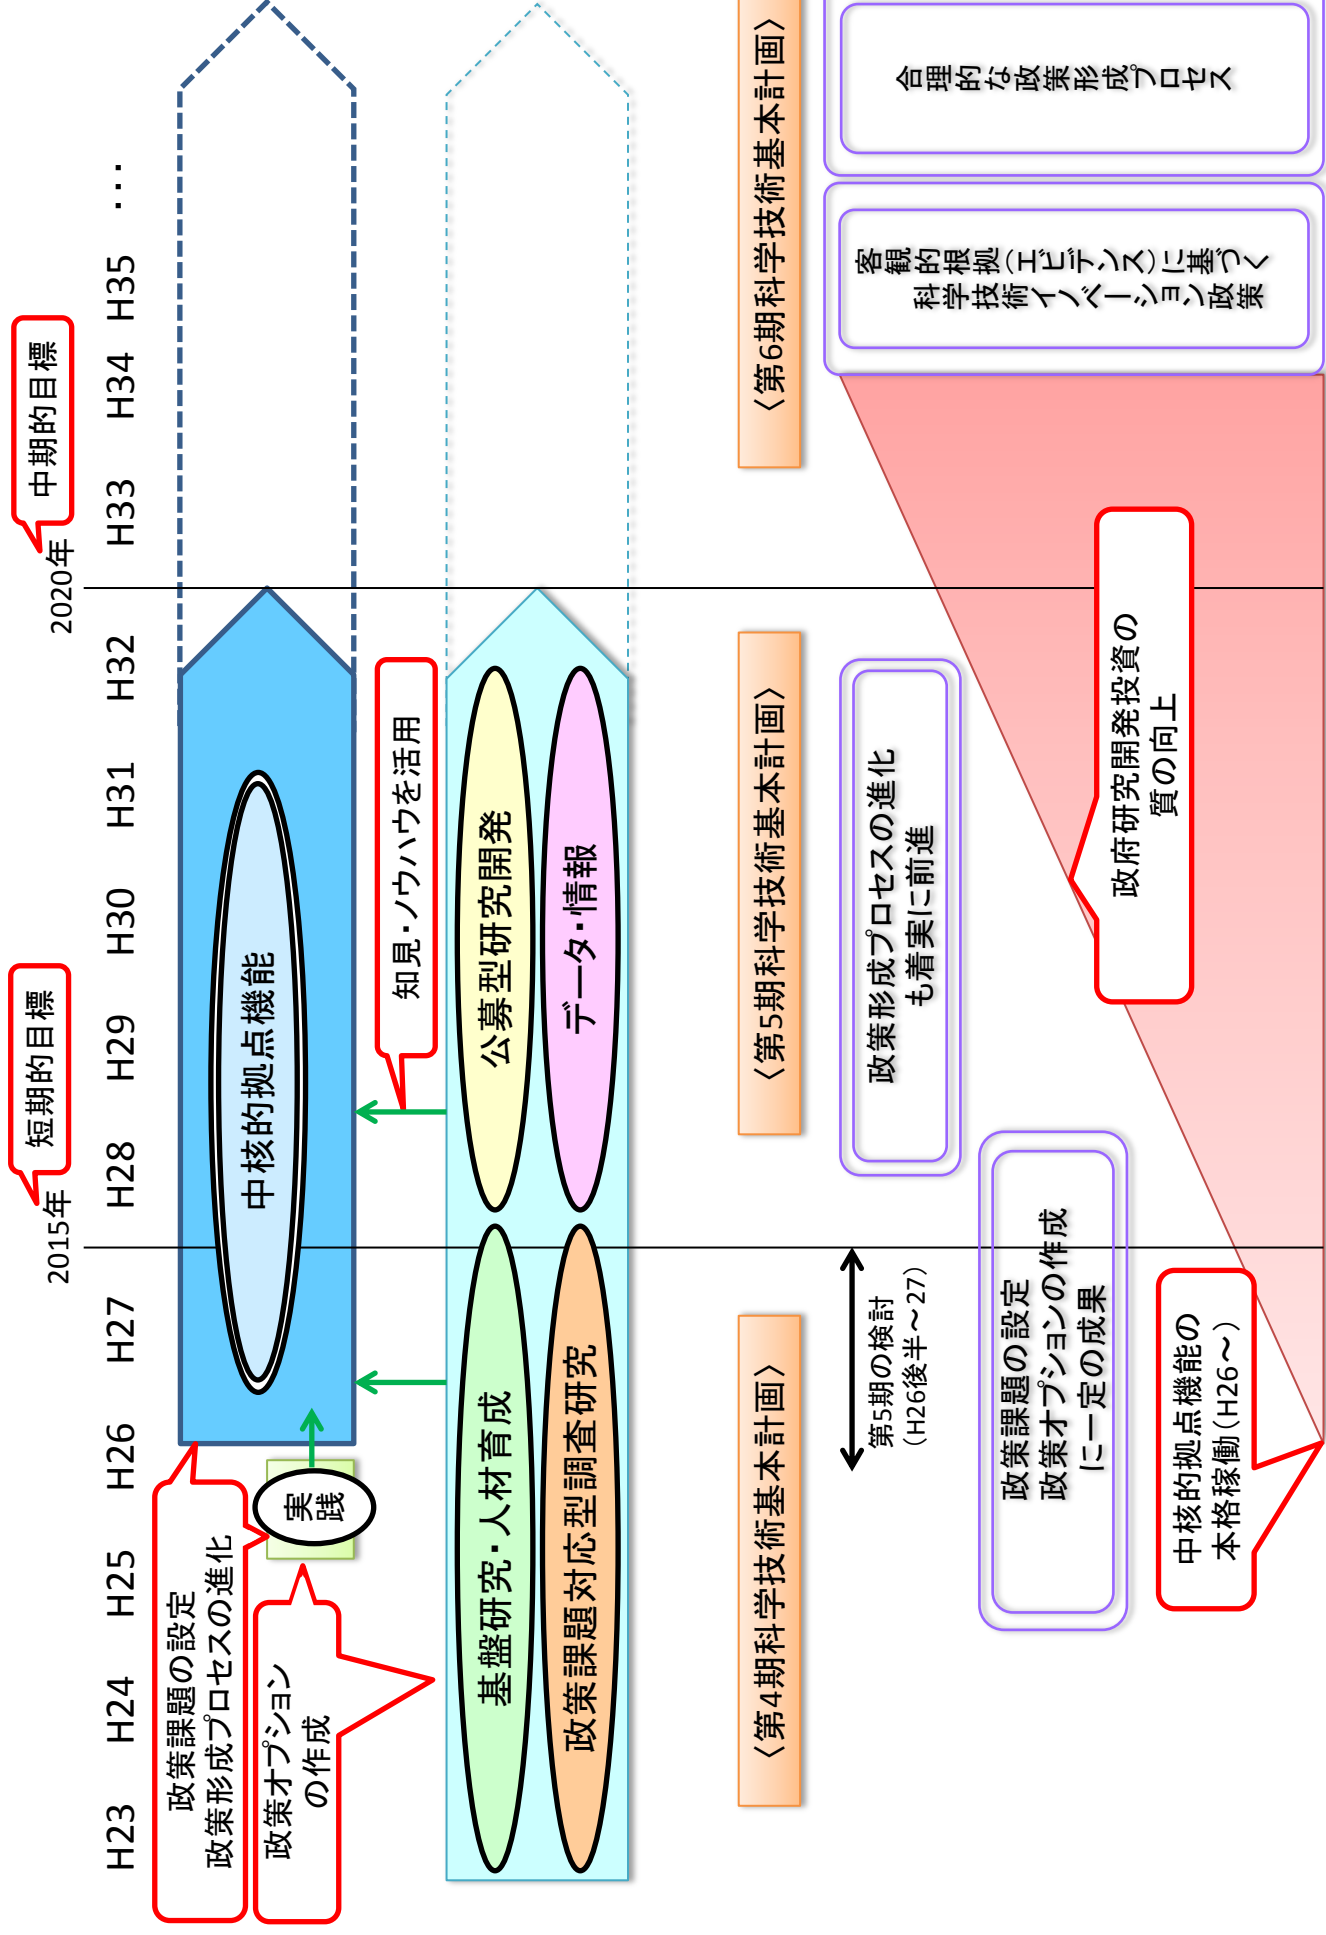 短期的目標
中期的目標
2015年
2020年
H23
H24
H25
H26
H27
H28
H29
H30
H31
H32
H33
H34
H35
・・・
政策課題の設定
政策形成プロセスの進化
政策オプション
の作成
実
践
中核的拠点機能
知見・ノウハウを活用
基盤研究・人材育成
公募型研究開発
政策課題対応型調査研究
データ・情報
〈第4期科学技術基本計画〉
〈第5期科学技術基本計画〉
〈第6期科学技術基本計画〉
第5期の検討
(H26後半～27)
政策形成プロセスの進化
も着実に前進
客観的根拠(エビデンス)に基づく
科学技術イノベーション政策
合理的な政策形成プロセス
政策課題の設定
政策オプションの作成
に一定の成果
政府研究開発投資の
質の向上
中核的拠点機能の
本格稼働(H26～)